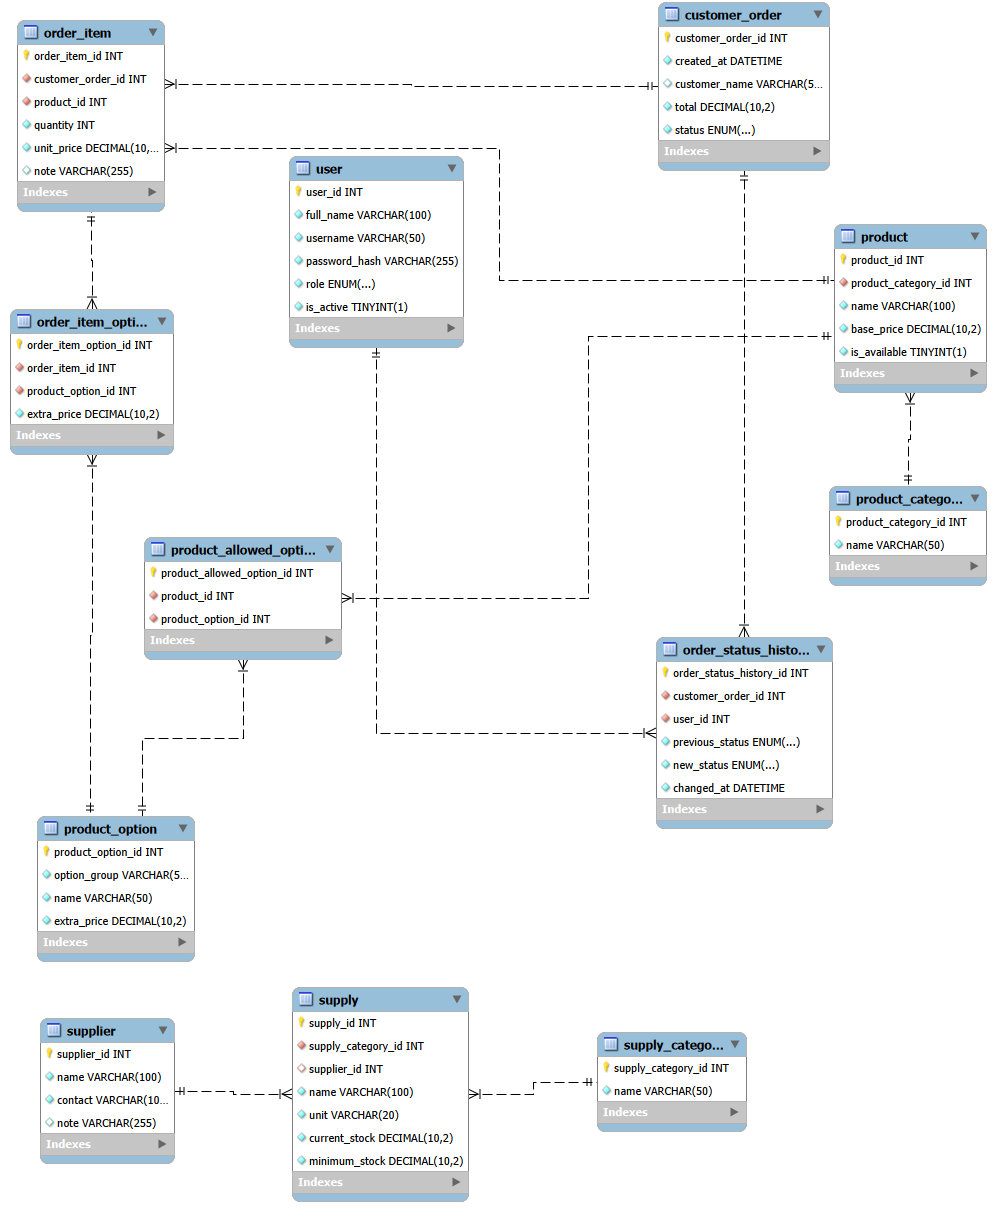 order_item
order_item_id INT
customer_order_id INT
product_id INT
quantity INT
unit_price DECIMAL(10,...
note VARCHAR(255)
Indexes
customer_order
customer_order_id INT
created_at DATETIME
customer_name VARCHAR(5...
total DECIMAL(10,2)
status ENUM(...)
Indexes
user
user_id INT
full_name VARCHAR(100)
username VARCHAR(50)
password_hash VARCHAR(255)
role ENUM(...)
is_active TINYINT(1)
Indexes
product
product_id INT
product_category_id INT
name VARCHAR(100)
base_price DECIMAL(10,2)
is_available TINYINT(1)
Indexes
order_item_opti...
order_item_option_id INT
order_item_id INT
product_option_id INT
extra_price DECIMAL(10,2)
Indexes
product_catego...
product_category_id INT
name VARCHAR(50)
Indexes
product_allowed_opti...
product_allowed_option_id INT
product_id INT
product_option_id INT
Indexes
order_status_histo...
order_status_history_id INT
customer_order_id INT
user_id INT
previous_status ENUM(...)
new_status ENUM(...)
changed_at DATETIME
Indexes
product_option
product_option_id INT
option_group VARCHAR(5...
name VARCHAR(50)
extra_price DECIMAL(10,2)
Indexes
supplier
supplier_id INT
name VARCHAR(100)
contact VARCHAR(10...
note VARCHAR(255)
Indexes
supply
supply_id INT
supply_category_id INT
supplier_id INT
name VARCHAR(100)
unit VARCHAR(20)
current_stock DECIMAL(10,2)
minimum_stock DECIMAL(10,2)
Indexes
supply_catego...
supply_category_id INT
name VARCHAR(50)
Indexes